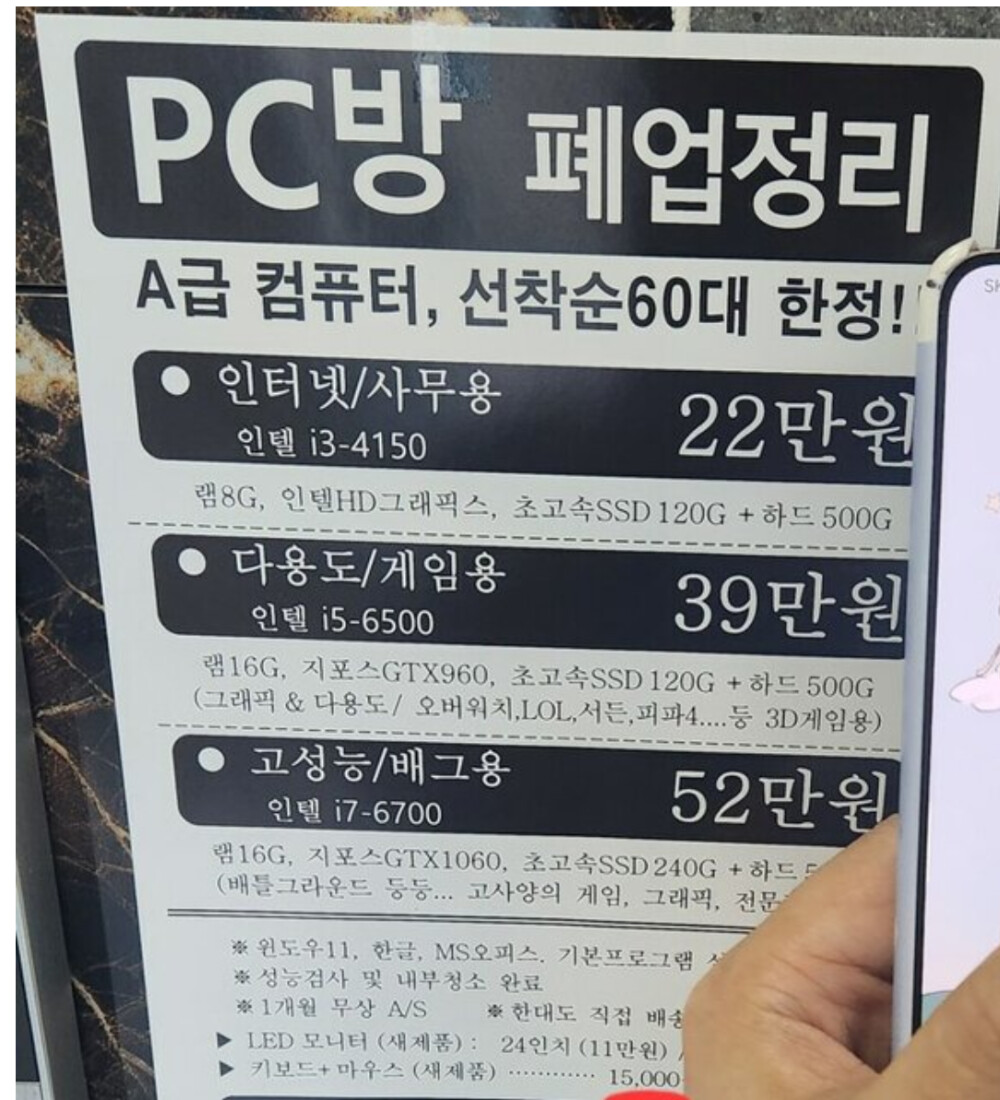 PC방 폐업정리
A급 컴퓨터, 선착순60대 한정!
● 인터넷/사무용
인텔 i3-4150
22만원
램8G, 인텔HD그래픽스, 초고속SSD 120G + 하드 500G
● 다용도/게임용
인텔 i5-6500
39만원
램16G, 지포스GTX960, 초고속SSD 120G + 하드 500G
(그래픽 & 다용도/ 오버워치,LOL,서든,피파4....등 3D게임용)
● 고성능/배그용
인텔 i7-6700
52만원
램16G, 지포스GTX1060, 초고속SSD 240G + 하드
(배틀그라운드 등등... 고사양의 게임, 그래픽,
※ 윈도우11, 한글, MS오피스. 기본프로그램
※ 성능검사 및 내부청소 완료
※ 1개월 무상 A/S ※ 한대도 직접
▶ LED 모니터 (새제품) : 24인치 (11만원) /
▶ 키보드+마우스 (새제품) ············ 15,000